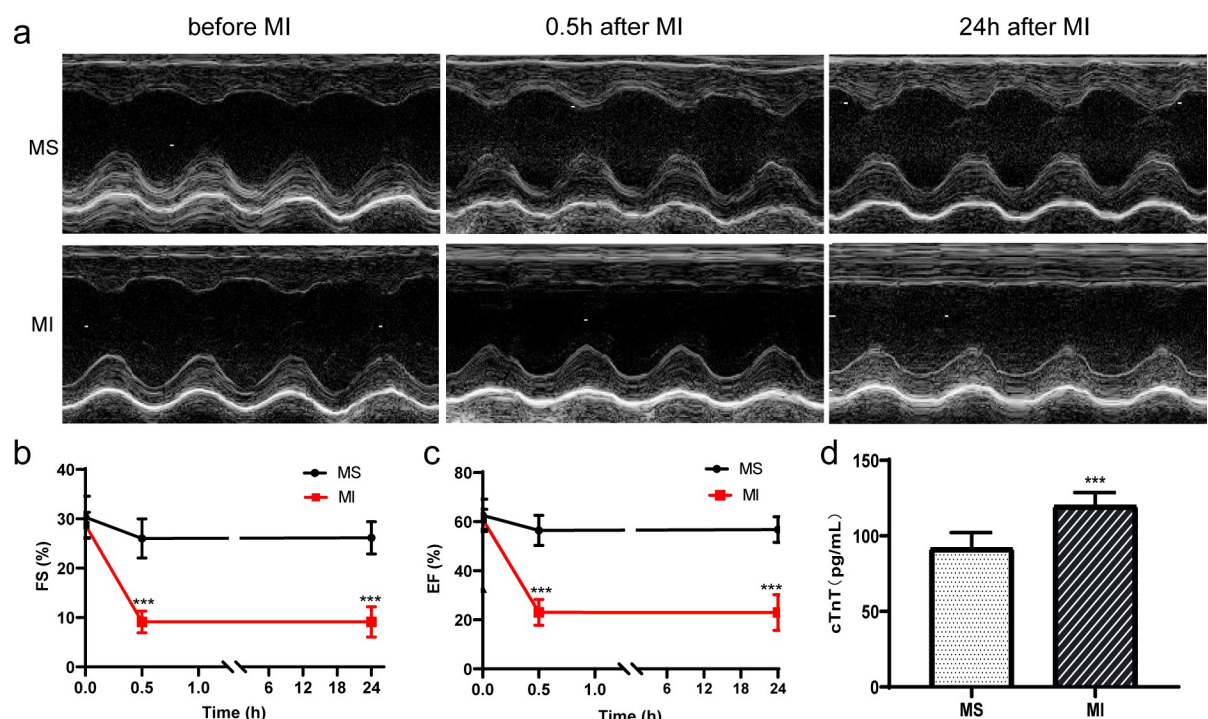 a
before MI
0.5h after MI
24h after MI
MS
MI
b
40
30
20
10
0
FS (%)
0.0
0.5
1.0
6
12
18
24
Time (h)
MS
MI
***
***
c
80
60
40
20
0
EF (%)
0.0
0.5
1.0
6
12
18
24
Time (h)
MS
MI
***
***
d
150
100
50
0
cTnT（pg/mL）
***
MS
MI